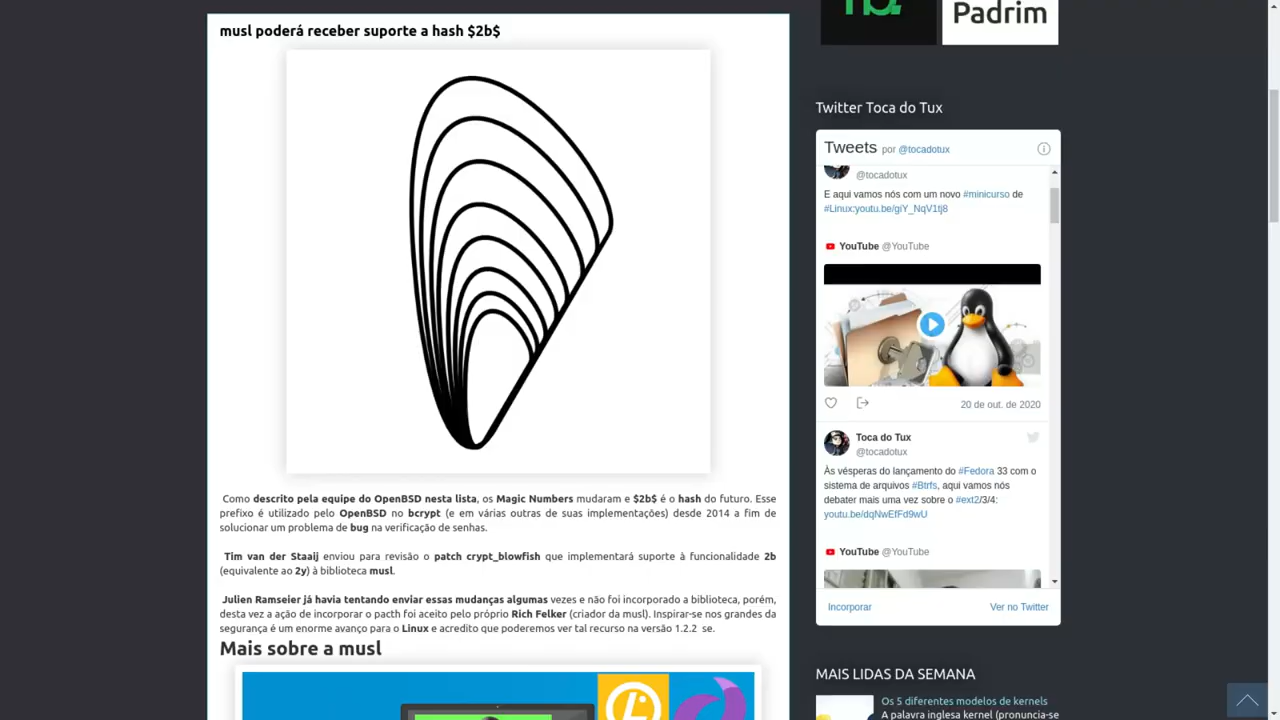 musl poderá receber suporte a hash $2b$
Como descrito pela equipe do OpenBSD nesta lista, os Magic Numbers mudaram e $2b$ é o hash do futuro. Esse
prefixo é utilizado pelo OpenBSD no bcrypt (e em várias outras de suas implementações) desde 2014 a fim de
solucionar um problema de bug na verificação de senhas.
Tim van der Staaij enviou para revisão o patch crypt_blowfish que implementará suporte à funcionalidade 2b
(equivalente ao 2y) à biblioteca musl.
Julien Ramseier já havia tentando enviar essas mudanças algumas vezes e não foi incorporado a biblioteca, porém,
desta vez a ação de incorporar o pacth foi aceito pelo próprio Rich Felker (criador da musl). Inspirar-se nos grandes da
segurança é um enorme avanço para o Linux e acredito que poderemos ver tal recurso na versão 1.2.2 se.
Mais sobre a musl
Padrim
Twitter Toca do Tux
Tweets por @tocadotux
@tocadotux
E aqui vamos nós com um novo #minicurso de
#Linux:youtu.be/giY_NqV1tj8
YouTube @YouTube
20 de out. de 2020
Toca do Tux
@tocadotux
Às vésperas do lançamento do #Fedora 33 com o
sistema de arquivos #Btrfs, aqui vamos nós
debater mais uma vez sobre o #ext2/3/4:
youtu.be/dqNwEfFd9wU
YouTube @YouTube
Incorporar Ver no Twitter
MAIS LIDAS DA SEMANA
Os 5 diferentes modelos de kernels
A palavra inglesa kernel (pronuncia-se